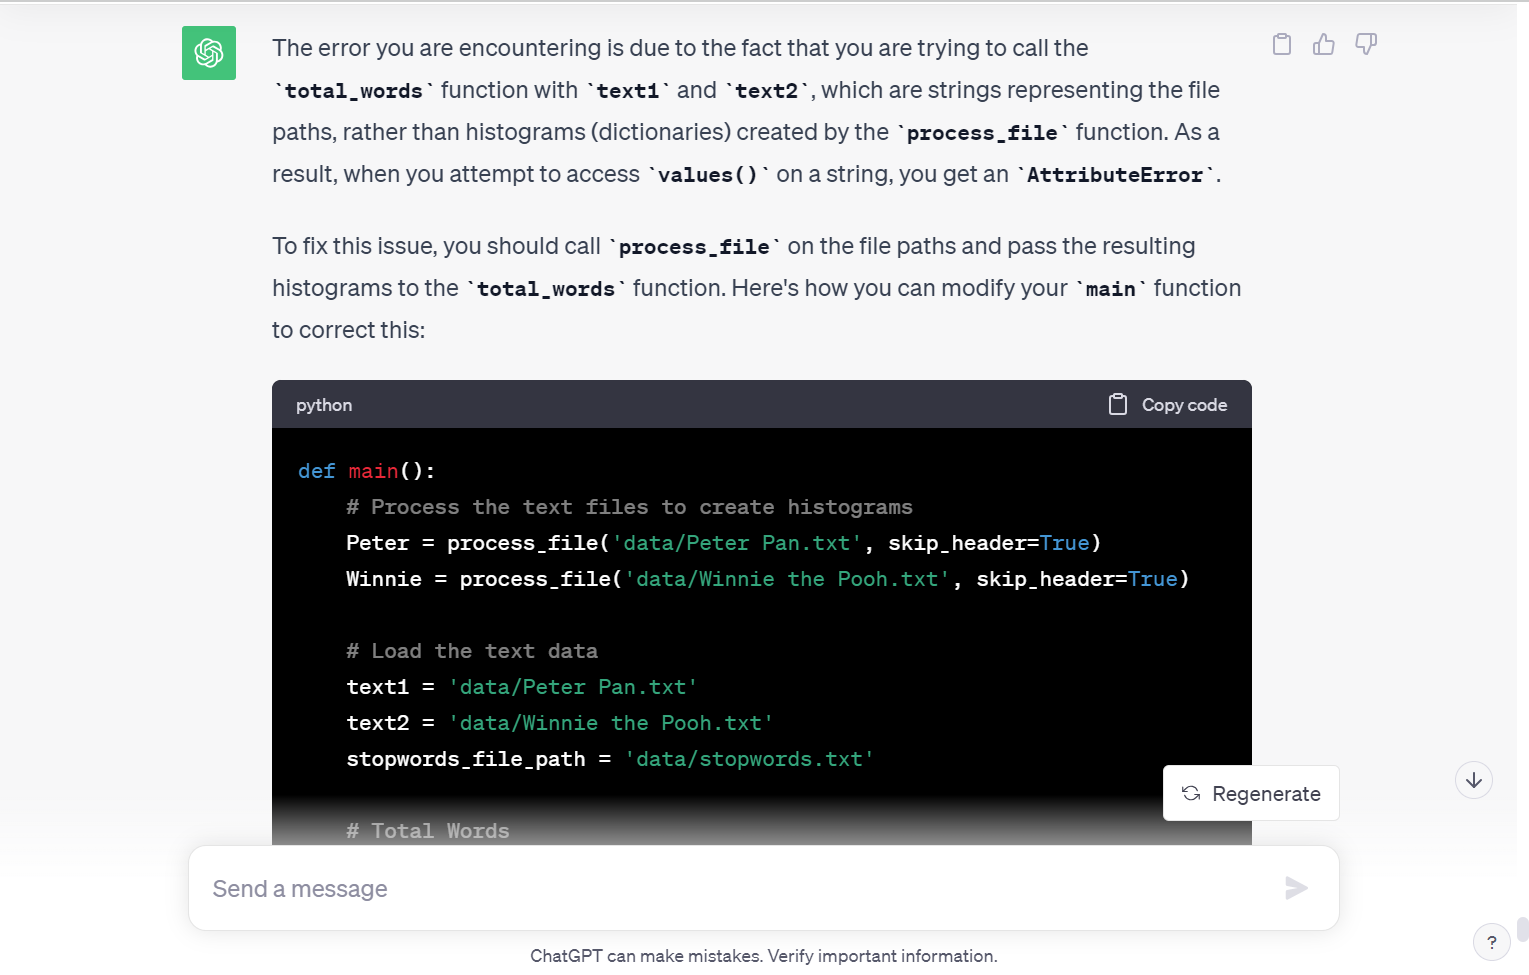 The error you are encountering is due to the fact that you are trying to call the
`total_words` function with `text1` and `text2`, which are strings representing the file
paths, rather than histograms (dictionaries) created by the `process_file` function. As a
result, when you attempt to access `values()` on a string, you get an `AttributeError`.
To fix this issue, you should call `process_file` on the file paths and pass the resulting
histograms to the `total_words` function. Here's how you can modify your `main` function
to correct this:
python
Copy code
def main():
    # Process the text files to create histograms
    Peter = process_file('data/Peter Pan.txt', skip_header=True)
    Winnie = process_file('data/Winnie the Pooh.txt', skip_header=True)
    # Load the text data
    text1 = 'data/Peter Pan.txt'
    text2 = 'data/Winnie the Pooh.txt'
    stopwords_file_path = 'data/stopwords.txt'
Regenerate
    # Total Words
Send a message
ChatGPT can make mistakes. Verify important information.
?